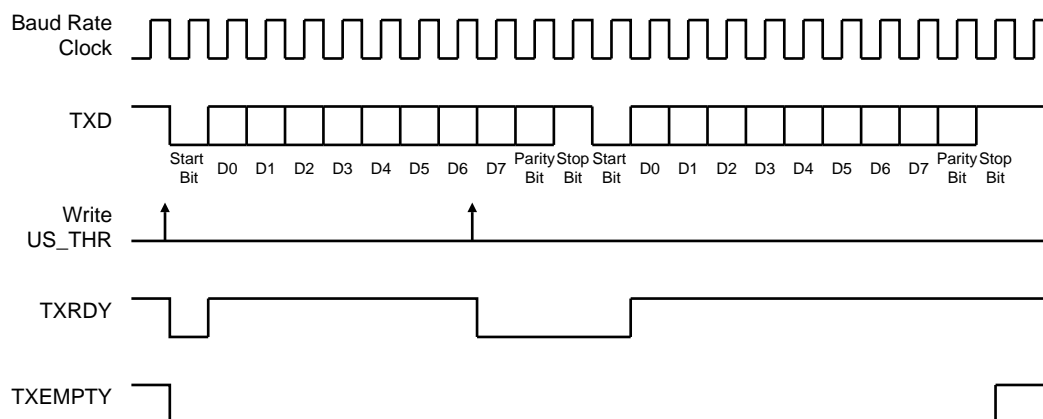 Baud Rate
Clock
TXD
Start
Bit
D0
D1
D2
D3
D4
D5
D6
D7
Parity
Bit
Stop
Bit
Start
Bit
D0
D1
D2
D3
D4
D5
D6
D7
Parity
Bit
Stop
Bit
Write
US_THR
TXRDY
TXEMPTY